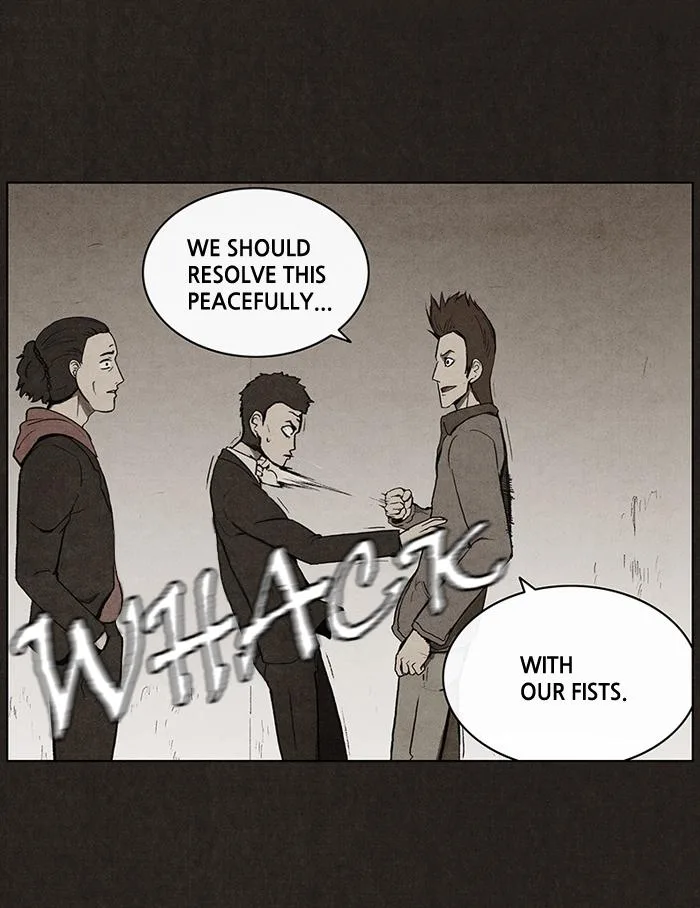 WE SHOULD
RESOLVE THIS
PEACEFULLY...
WHACK
WITH
OUR FISTS.